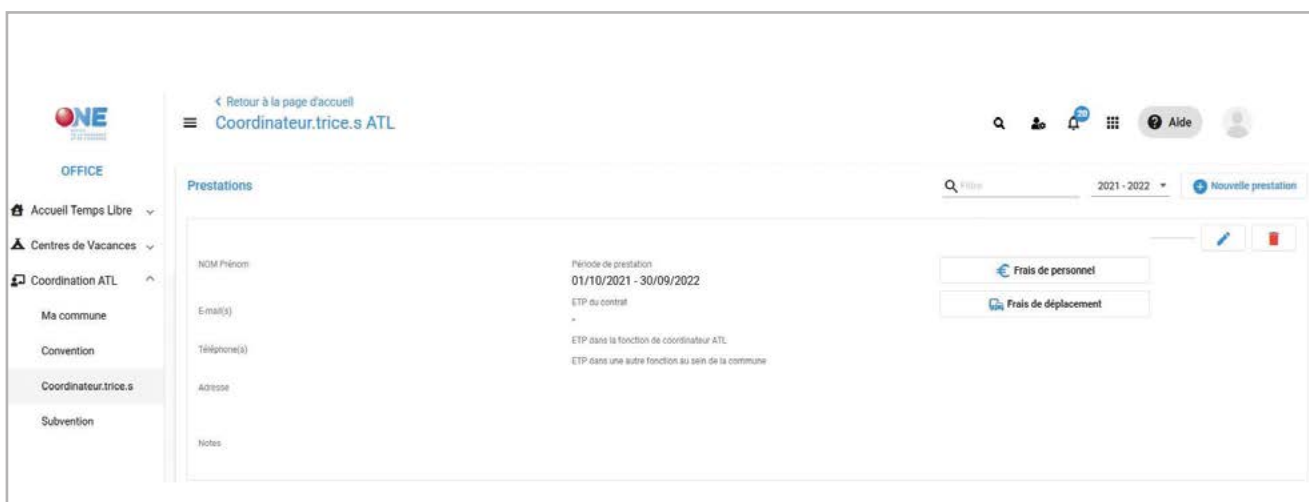 Retour à la page d'accueil
ONE
Coordinateur.trice.s ATL
20
Aide
OFFICE
Prestations
Filtre
2021 - 2022
Nouvelle prestation
Accueil Temps Libre
Centres de Vacances
Coordination ATL
Ma commune
Convention
Coordinateur.trice.s
Subvention
NOM Prénom
E-mail(s)
Téléphone(s)
Adresse
Notes
Période de prestation
01/10/2021 - 30/09/2022
ETP du contrat
-
ETP dans la fonction de coordinateur ATL
ETP dans une autre fonction au sein de la commune
Frais de personnel
Frais de déplacement